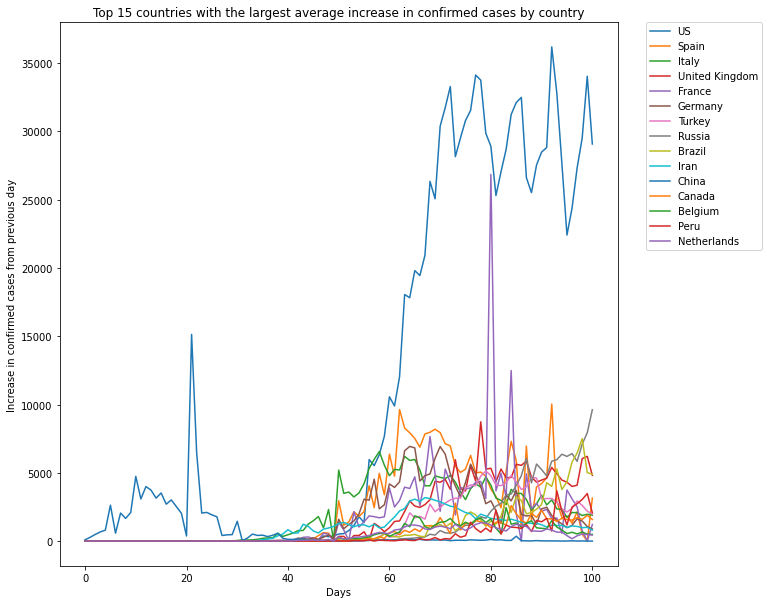 Top 15 countries with the largest average increase in confirmed cases by country
Increase in confirmed cases from previous day
35000
30000
25000
20000
15000
10000
5000
0
0
20
40
60
80
100
Days
US
Spain
Italy
United Kingdom
France
Germany
Turkey
Russia
Brazil
Iran
China
Canada
Belgium
Peru
Netherlands